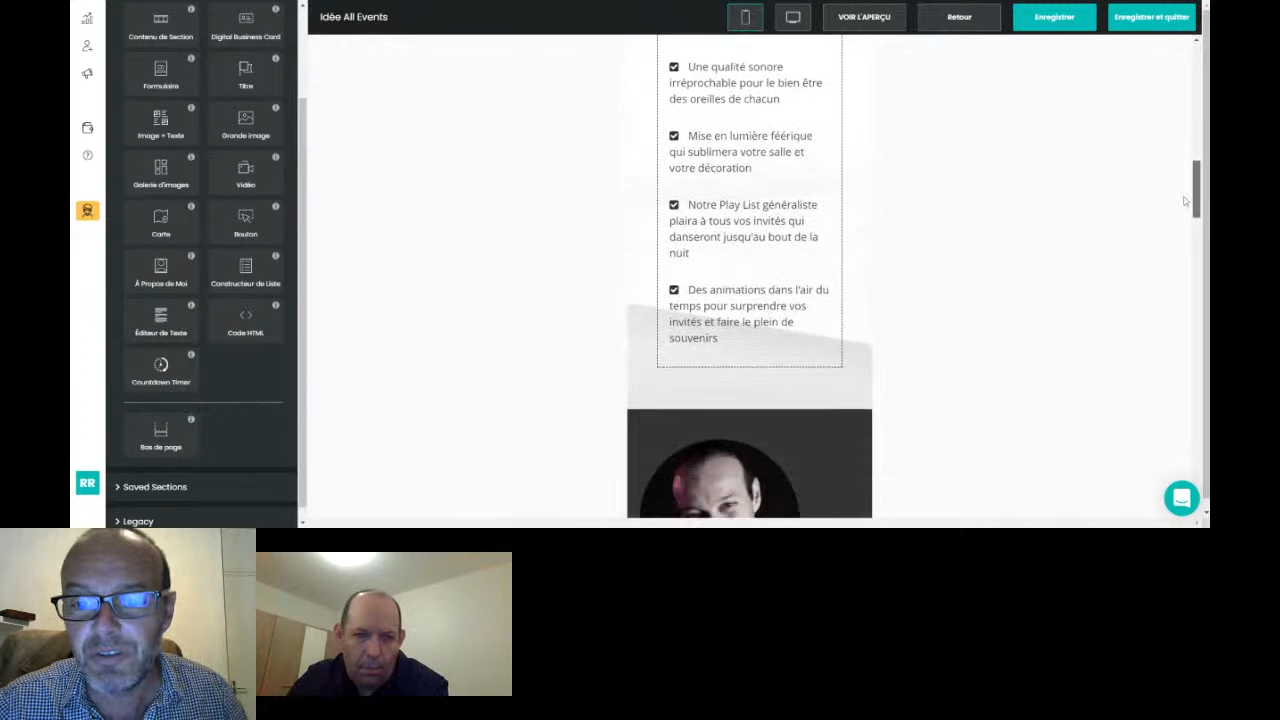 Idée All Events
VOIR L'APERÇU
Retour
Enregistrer
Enregistrer et quitter
Contenu de Section
Digital Business Card
Formulaire
Titre
Image + Texte
Grande image
Galerie d'images
Vidéo
Carte
Bouton
À Propos de Moi
Constructeur de Liste
Éditeur de Texte
Code HTML
Countdown Timer
Bas de page
Saved Sections
Legacy
RR
Une qualité sonore
irréprochable pour le bien être
des oreilles de chacun
Mise en lumière féérique
qui sublimera votre salle et
votre décoration
Notre Play List généraliste
plaira à tous vos invités qui
danseront jusqu'au bout de la
nuit
Des animations dans l'air du
temps pour surprendre vos
invités et faire le plein de
souvenirs